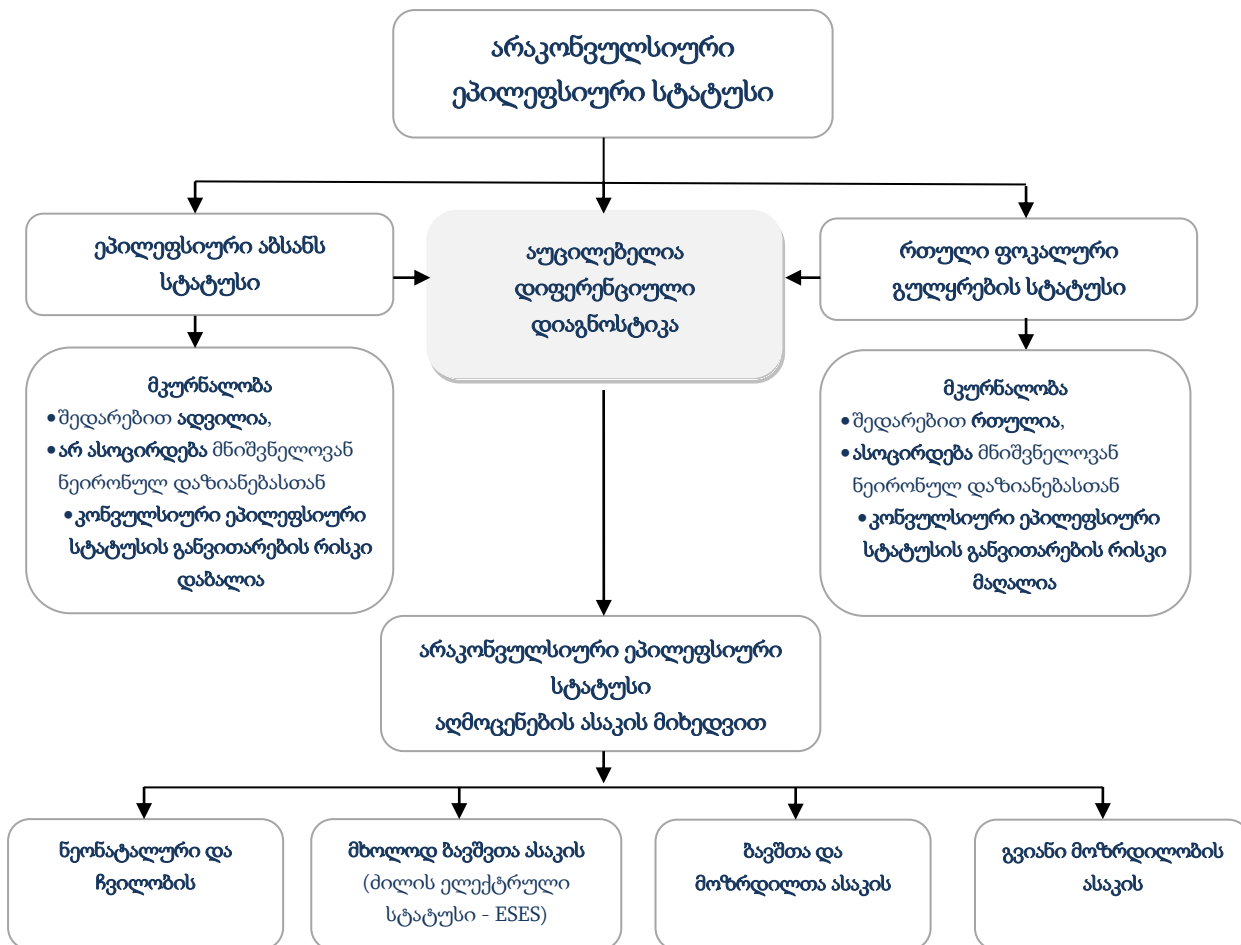 არაკონვულსიური
ეპილეფსიური სტატუსი
ეპილეფსიური აბსანს
სტატუსი
აუცილებელია
დიფერენციული
დიაგნოსტიკა
რთული ფოკალური
გულყრების სტატუსი
მკურნალობა
•შედარებით ადვილია,
•არ ასოცირდება მნიშვნელოვან
ნეირონულ დაზიანებასთან
•კონვულსიური ეპილეფსიური
სტატუსის განვითარების რისკი
დაბალია
მკურნალობა
•შედარებით რთულია,
•ასოცირდება მნიშვნელოვან
ნეირონულ დაზიანებასთან
•კონვულსიური ეპილეფსიური
სტატუსის განვითარების რისკი
მაღალია
არაკონვულსიური ეპილეფსიური
სტატუსი
აღმოცენების ასაკის მიხედვით
ნეონატალური და
ჩვილობის
მხოლოდ ბავშვთა ასაკის
(ძილის ელექტრული
სტატუსი - ESES)
ბავშთა და
მოზრდილთა ასაკის
გვიანი მოზრდილობის
ასაკის